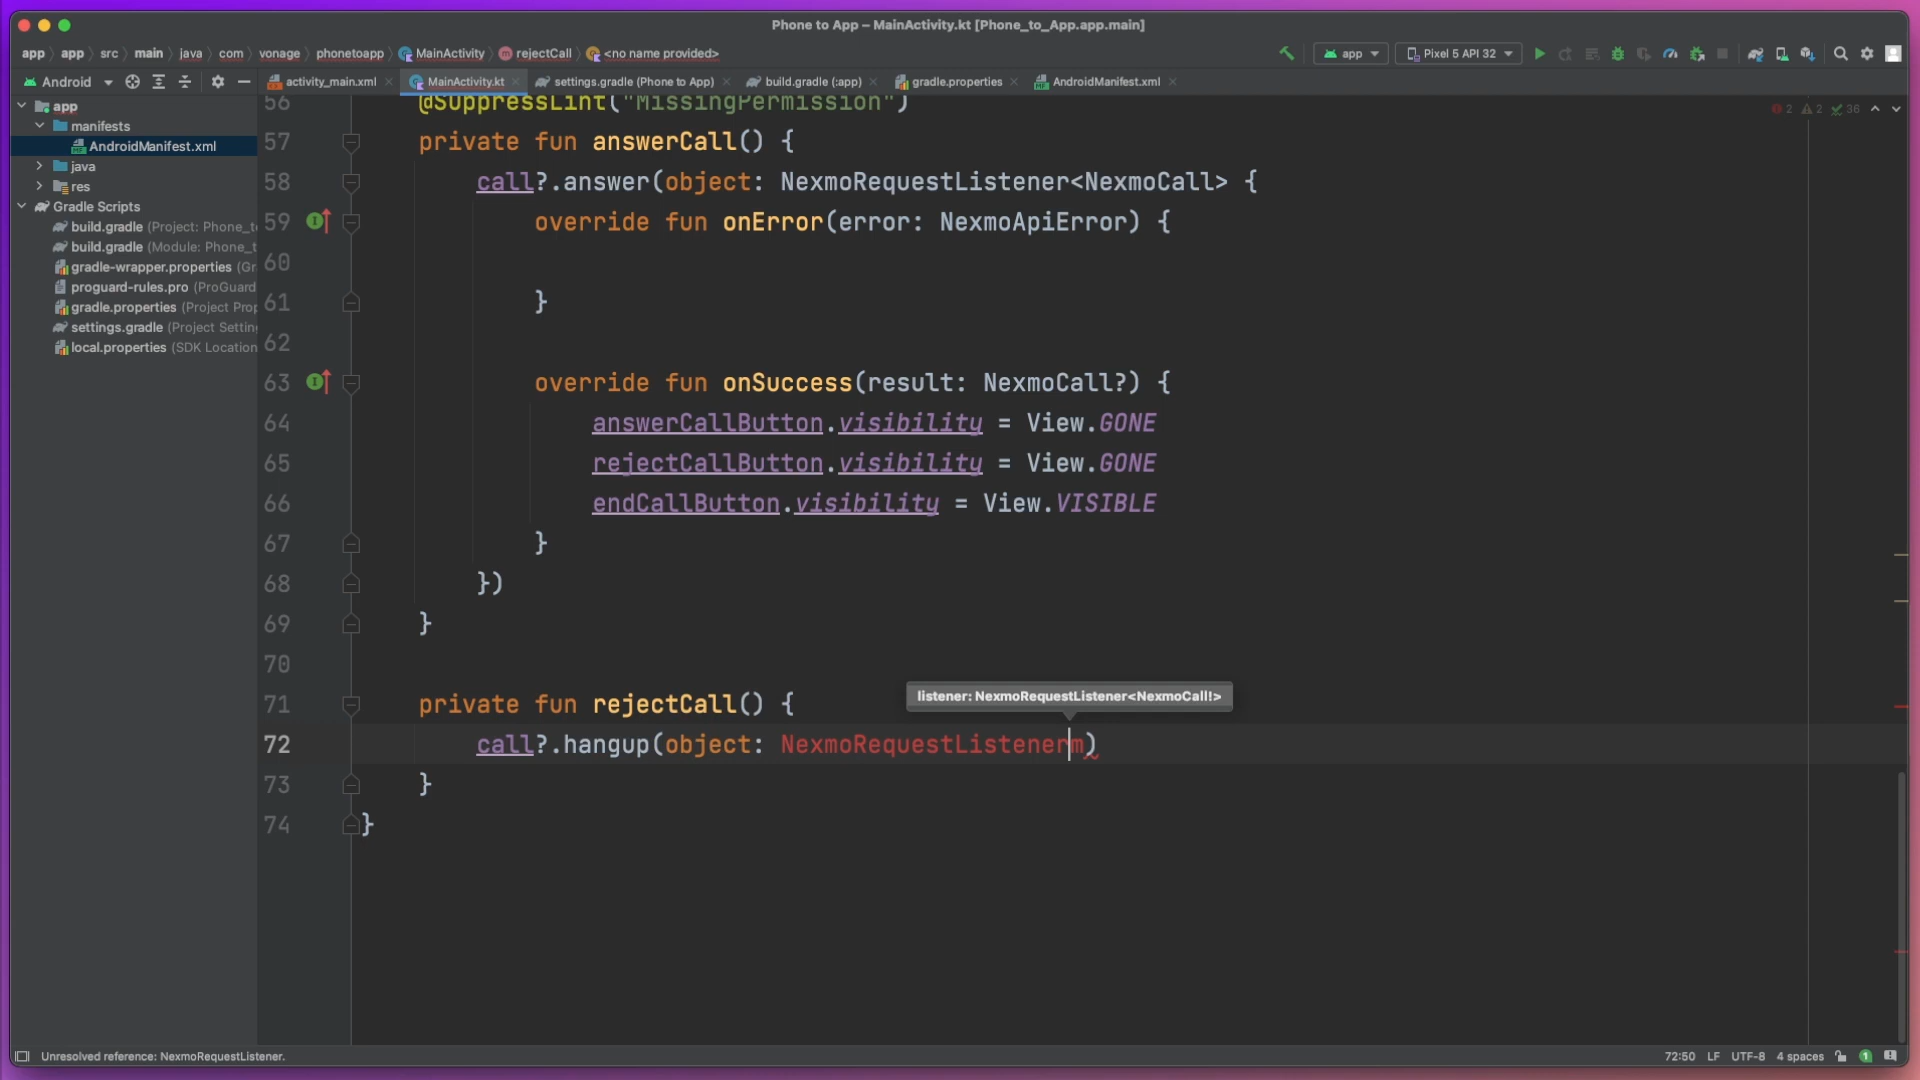 Phone to App – MainActivity.kt [Phone_to_App.app.main]
app app src main java com vonage phonetoapp MainActivity rejectCall <no name provided> app Pixel 5 API 32
Android activity_main.xml MainActivity.kt settings.gradle (Phone to App) build.gradle (:app) gradle.properties AndroidManifest.xml
app
manifests
AndroidManifest.xml
java
res
Gradle Scripts
build.gradle (Project: Phone_t
build.gradle (Module: Phone_t
gradle-wrapper.properties (Gr
proguard-rules.pro (ProGuard
gradle.properties (Project Prop
settings.gradle (Project Settin
local.properties (SDK Location
2 2 36
56 @SuppressLint("MissingPermission")
57 private fun answerCall() {
58 call?.answer(object: NexmoRequestListener<NexmoCall> {
59 override fun onError(error: NexmoApiError) {
60
61 }
62
63 override fun onSuccess(result: NexmoCall?) {
64 answerCallButton.visibility = View.GONE
65 rejectCallButton.visibility = View.GONE
66 endCallButton.visibility = View.VISIBLE
67 }
68 })
69 }
70
listener: NexmoRequestListener<NexmoCall!>
71 private fun rejectCall() {
72 call?.hangup(object: NexmoRequestListenerm)
73 }
74 }
Unresolved reference: NexmoRequestListener. 72:50 LF UTF-8 4 spaces 1